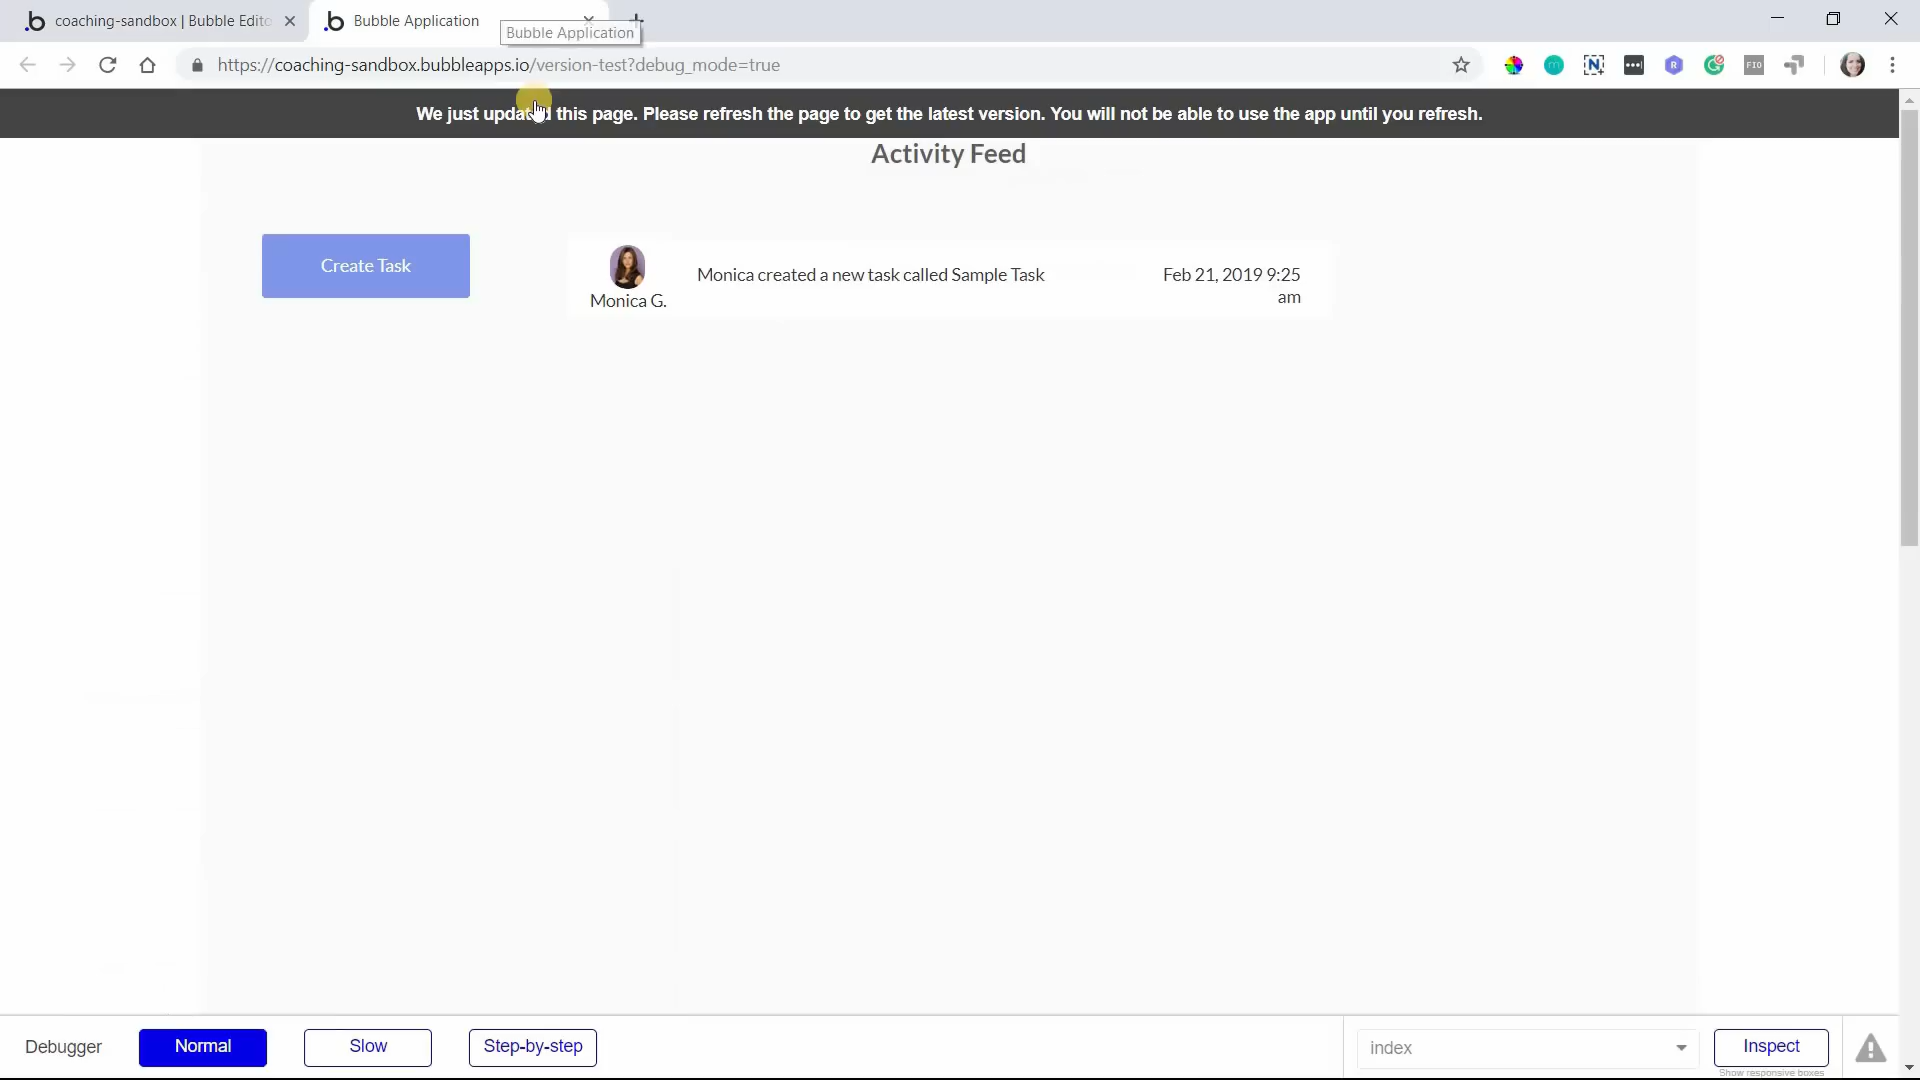 coaching-sandbox | Bubble Edito
Bubble Application
Bubble Application
https://coaching-sandbox.bubbleapps.io/version-test?debug_mode=true
FIO
We just updated this page. Please refresh the page to get the latest version. You will not be able to use the app until you refresh.
Activity Feed
Create Task
Monica created a new task called Sample Task
Feb 21, 2019 9:25
am
Monica G.
Debugger
Normal
Slow
Step-by-step
index
Inspect
Show responsive boxes